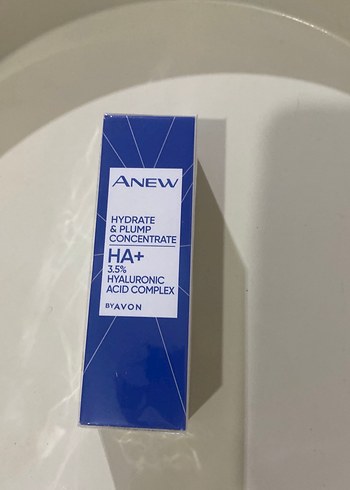 ANEW
HYDRATE
& PLUMP
CONCENTRATE
HA+
3.5%
HYALURONIC
ACID COMPLEX
BY AVON